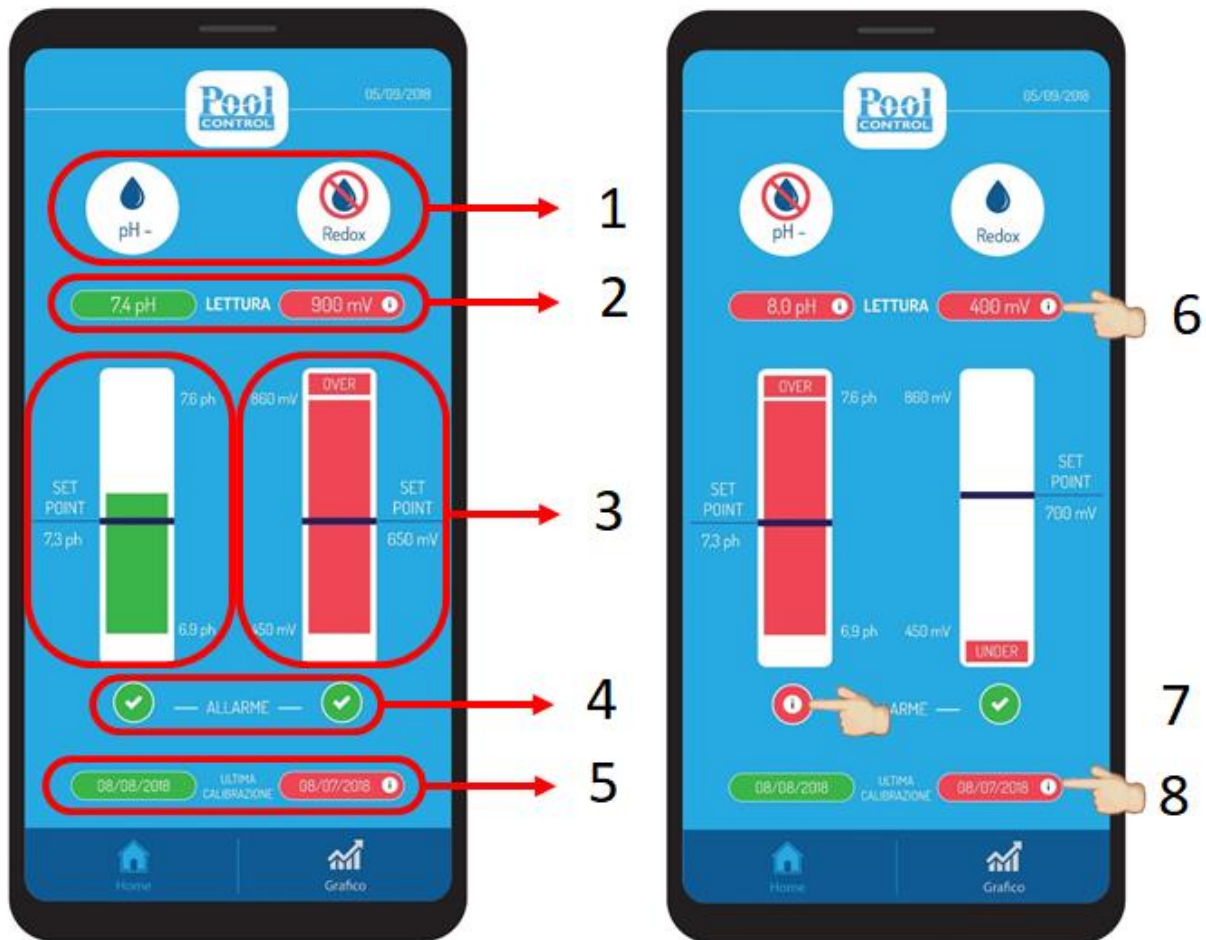 Pool
CONTROL
05/09/2018
pH -
Redox
1
7,4 pH
LETTURA
900 mV
i
2
OVER
7,6 ph
860 mV
SET
POINT
7,3 ph
SET
POINT
650 mV
3
6,9 ph
450 mV
— ALLARME —
4
08/08/2018
ULTIMA
CALIBRAZIONE
08/07/2018
i
5
Home
Grafico
Pool
CONTROL
05/09/2018
pH -
Redox
8,0 pH
i
LETTURA
400 mV
i
6
OVER
7,6 ph
860 mV
SET
POINT
7,3 ph
SET
POINT
700 mV
6,9 ph
450 mV
UNDER
i
ARME —
7
08/08/2018
ULTIMA
CALIBRAZIONE
08/07/2018
i
8
Home
Grafico